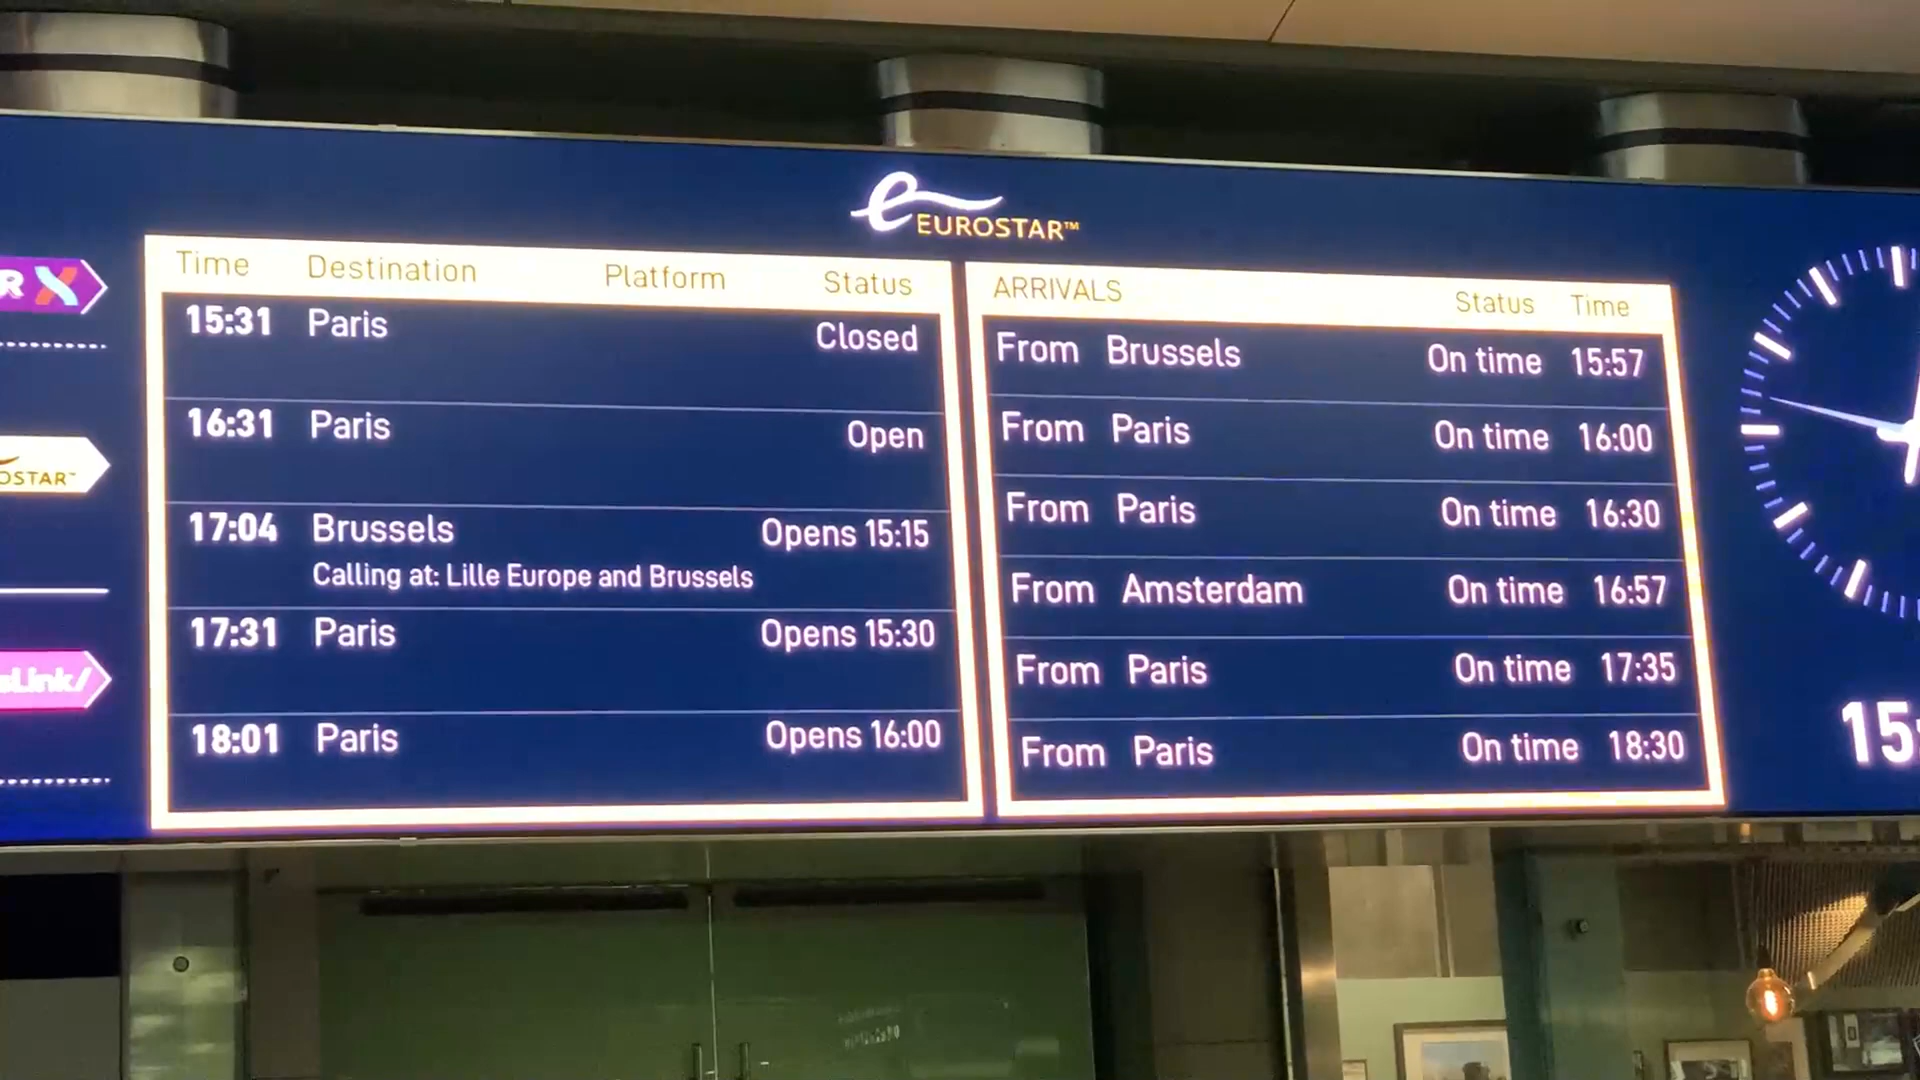 EUROSTAR™
Time Destination Platform Status
15:31 Paris Closed
16:31 Paris Open
17:04 Brussels Opens 15:15
Calling at: Lille Europe and Brussels
17:31 Paris Opens 15:30
18:01 Paris Opens 16:00
ARRIVALS Status Time
From Brussels On time 15:57
From Paris On time 16:00
From Paris On time 16:30
From Amsterdam On time 16:57
From Paris On time 17:35
From Paris On time 18:30
R
OSTAR™
sLink/
15: